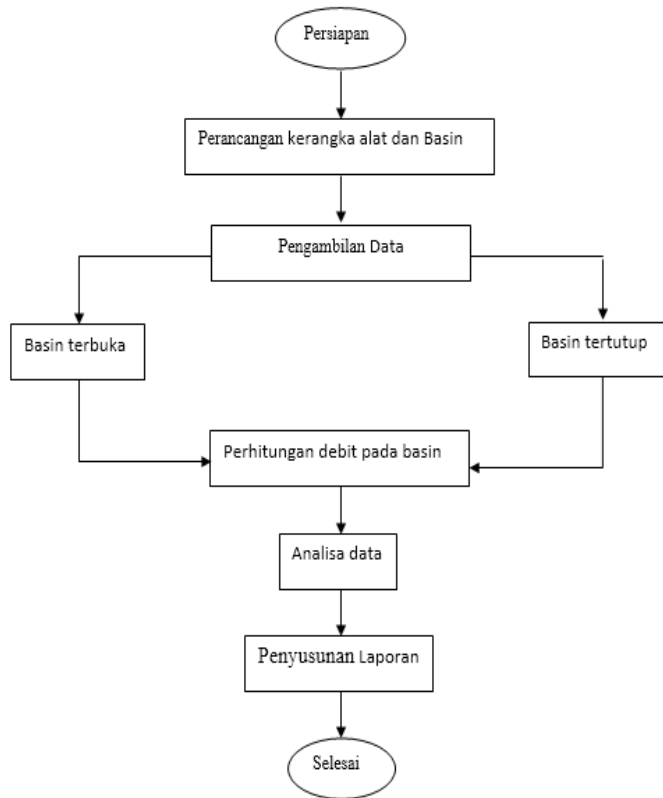 Persiapan
Perancangan kerangka alat dan Basin
Pengambilan Data
Basin terbuka
Basin tertutup
Perhitungan debit pada basin
Analisa data
Penyusunan Laporan
Selesai